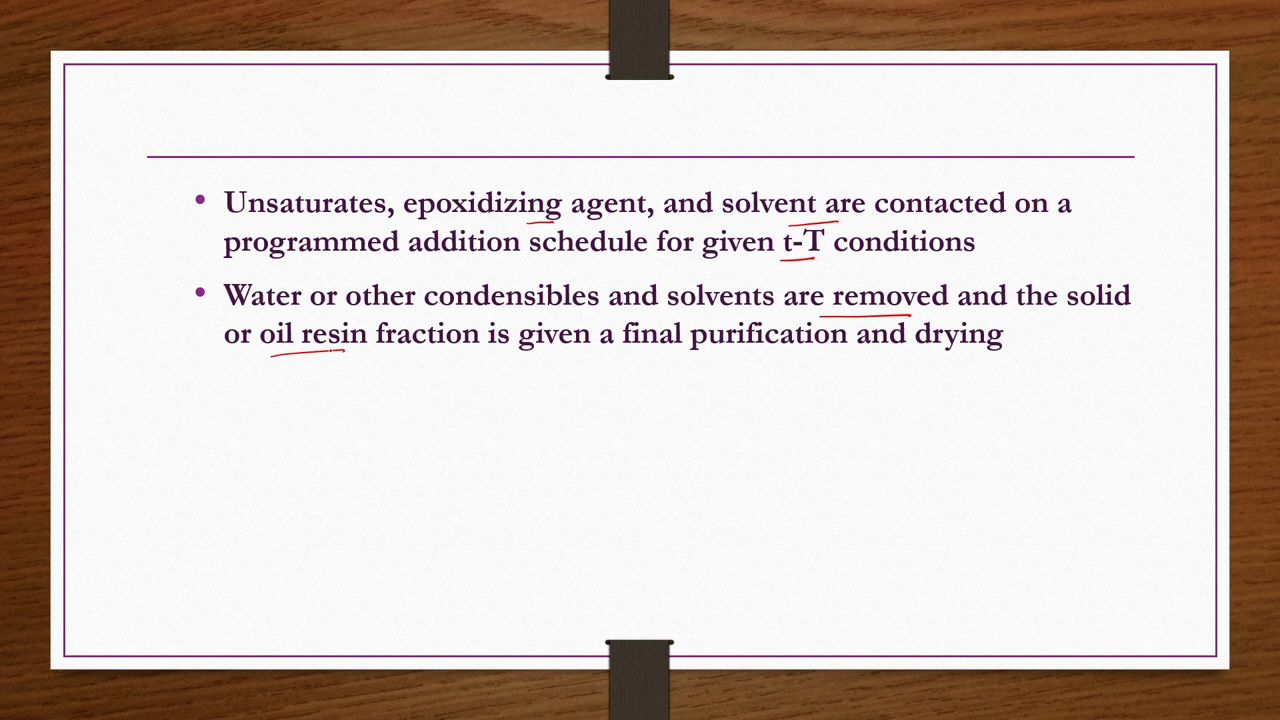 • Unsaturates, epoxidizing agent, and solvent are contacted on a
programmed addition schedule for given t-T conditions
• Water or other condensibles and solvents are removed and the solid
or oil resin fraction is given a final purification and drying